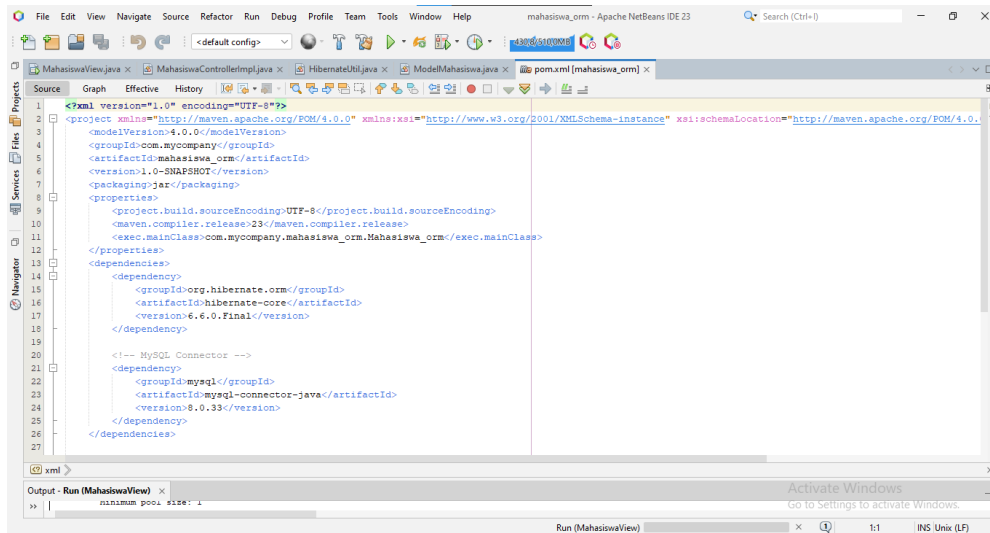 File Edit View Navigate Source Refactor Run Debug Profile Team Tools Window Help mahasiswa_orm - Apache NetBeans IDE 23 Search (Ctrl+I)
<default config> 430,8/510,0MB
MahasiswaView.java × MahasiswaControllerImpl.java × HibernateUtil.java × ModelMahasiswa.java × pom.xml [mahasiswa_orm] ×
Source Graph Effective History
Projects
Files
Services
Navigator
1 <?xml version="1.0" encoding="UTF-8"?>
2 <project xmlns="http://maven.apache.org/POM/4.0.0" xmlns:xsi="http://www.w3.org/2001/XMLSchema-instance" xsi:schemaLocation="http://maven.apache.org/POM/4.0.
3 <modelVersion>4.0.0</modelVersion>
4 <groupId>com.mycompany</groupId>
5 <artifactId>mahasiswa_orm</artifactId>
6 <version>1.0-SNAPSHOT</version>
7 <packaging>jar</packaging>
8 <properties>
9 <project.build.sourceEncoding>UTF-8</project.build.sourceEncoding>
10 <maven.compiler.release>23</maven.compiler.release>
11 <exec.mainClass>com.mycompany.mahasiswa_orm.Mahasiswa_orm</exec.mainClass>
12 </properties>
13 <dependencies>
14 <dependency>
15 <groupId>org.hibernate.orm</groupId>
16 <artifactId>hibernate-core</artifactId>
17 <version>6.6.0.Final</version>
18 </dependency>
19
20 <!-- MySQL Connector -->
21 <dependency>
22 <groupId>mysql</groupId>
23 <artifactId>mysql-connector-java</artifactId>
24 <version>8.0.33</version>
25 </dependency>
26 </dependencies>
27
xml
Output - Run (MahasiswaView) ×
Minimum pool size: 1
Activate Windows
Go to Settings to activate Windows.
Run (MahasiswaView) 1:1 INS Unix (LF)